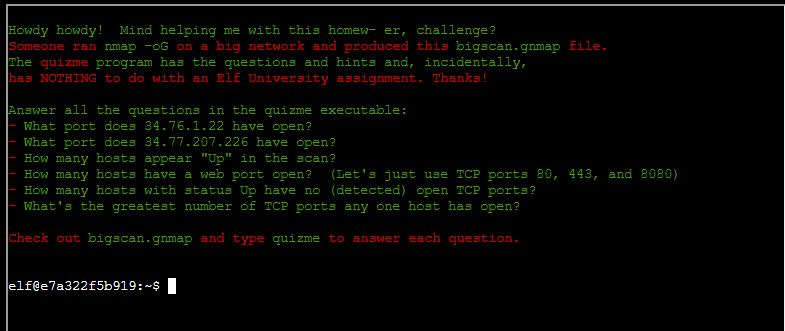 Howdy howdy!  Mind helping me with this homew- er, challenge?
Someone ran nmap -oG on a big network and produced this bigscan.gnmap file.
The quizme program has the questions and hints and, incidentally,
has NOTHING to do with an Elf University assignment. Thanks!
Answer all the questions in the quizme executable:
- What port does 34.76.1.22 have open?
- What port does 34.77.207.226 have open?
- How many hosts appear "Up" in the scan?
- How many hosts have a web port open?  (Let's just use TCP ports 80, 443, and 8080)
- How many hosts with status Up have no (detected) open TCP ports?
- What's the greatest number of TCP ports any one host has open?
Check out bigscan.gnmap and type quizme to answer each question.
elf@e7a322f5b919:~$